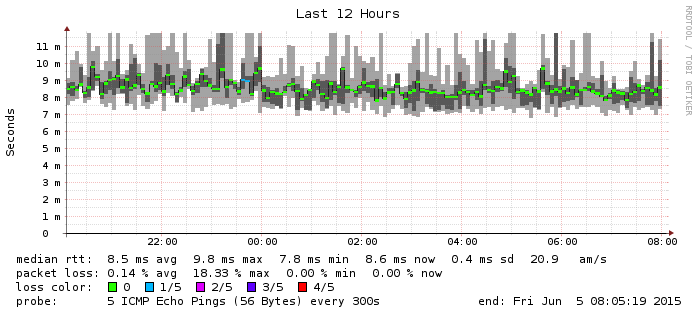 Last 12 Hours
RRDTOOL / TOBI OETIKER
Seconds
11 m
10 m
9 m
8 m
7 m
6 m
5 m
4 m
3 m
2 m
1 m
0
22:00 00:00 02:00 04:00 06:00 08:00
median rtt: 8.5 ms avg 9.8 ms max 7.8 ms min 8.6 ms now 0.4 ms sd 20.9 am/s
packet loss: 0.14 % avg 18.33 % max 0.00 % min 0.00 % now
loss color: 0 1/5 2/5 3/5 4/5
probe: 5 ICMP Echo Pings (56 Bytes) every 300s end: Fri Jun 5 08:05:19 2015